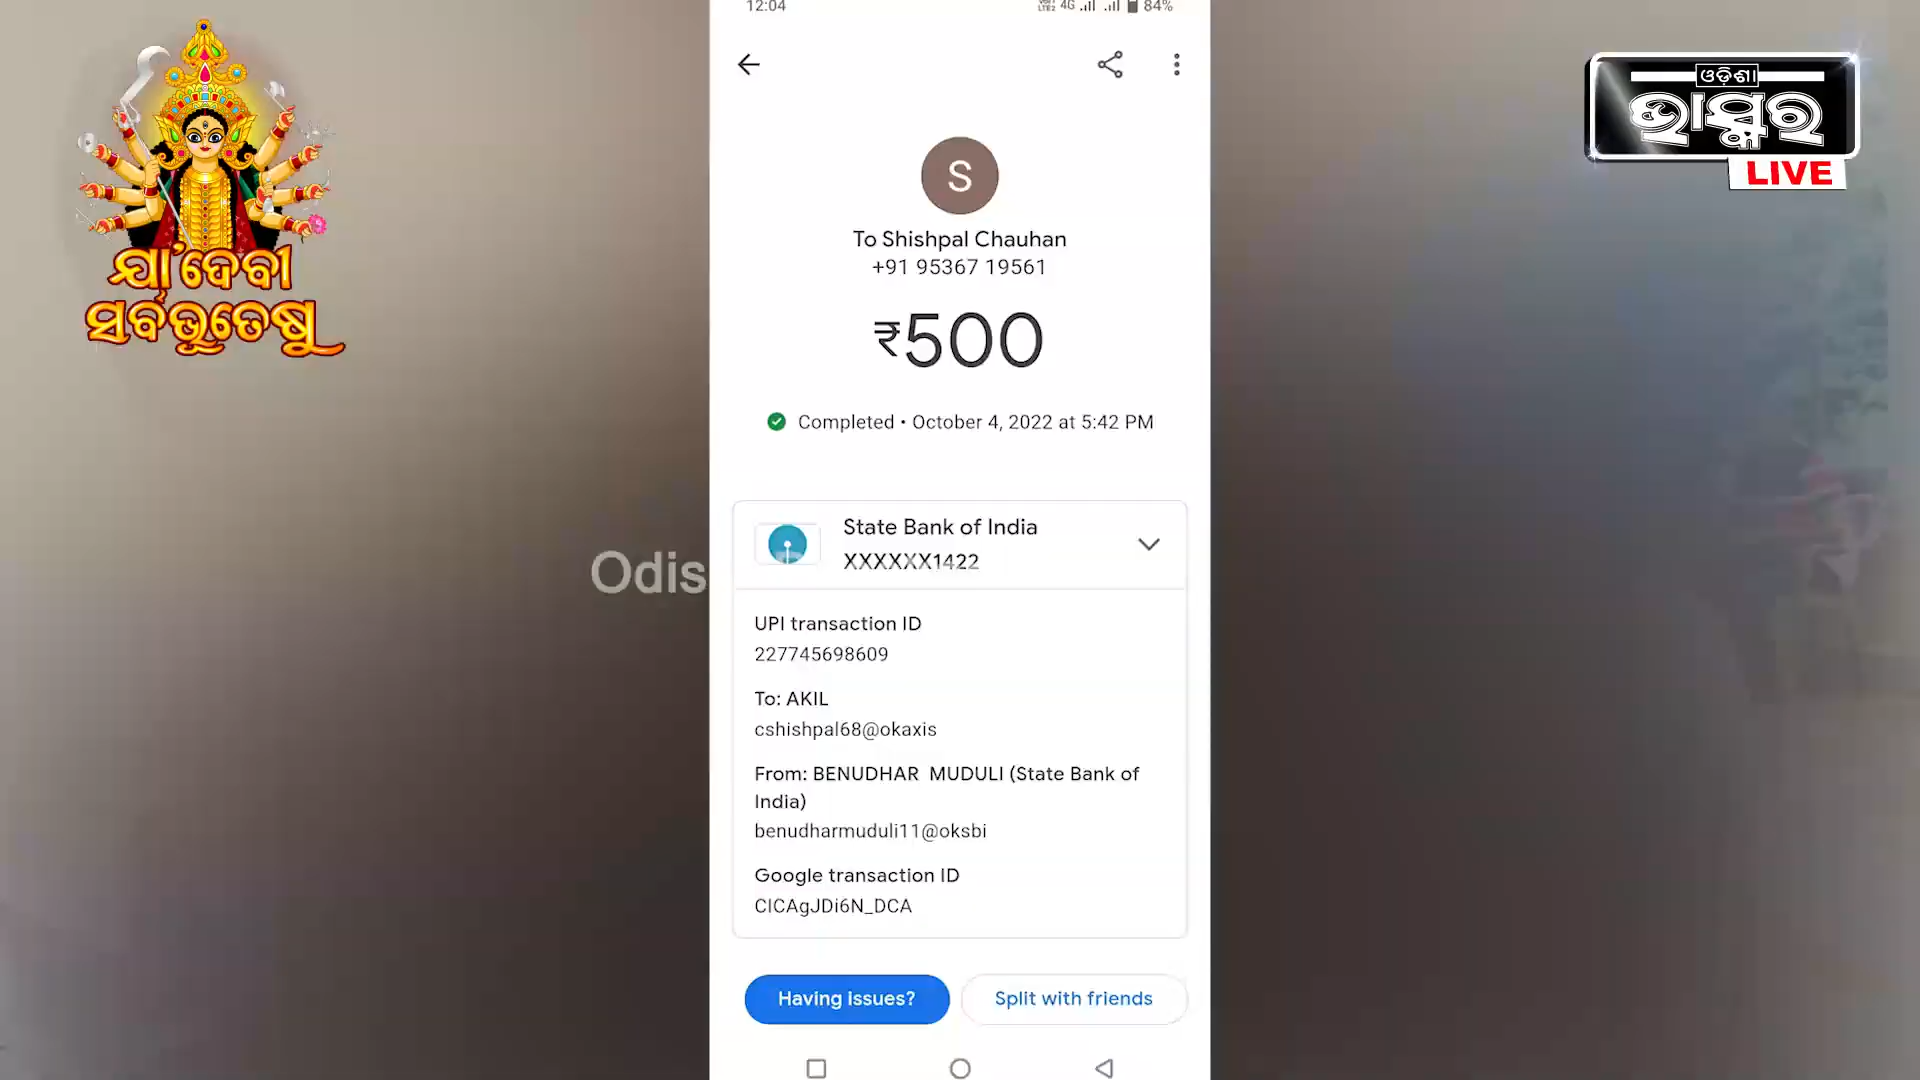 12:04
4G 84%
ଯା'ଦେବୀ
ସର୍ବଭୂତେଷୁ
ଓଡ଼ିଶା
ଭାସ୍କର
LIVE
S
To Shishpal Chauhan
+91 95367 19561
₹500
Completed • October 4, 2022 at 5:42 PM
State Bank of India
XXXXXX1422
Odis
UPI transaction ID
227745698609
To: AKIL
cshishpal68@okaxis
From: BENUDHAR MUDULI (State Bank of
India)
benudharmuduli11@oksbi
Google transaction ID
CICAgJDi6N_DCA
Having issues?
Split with friends